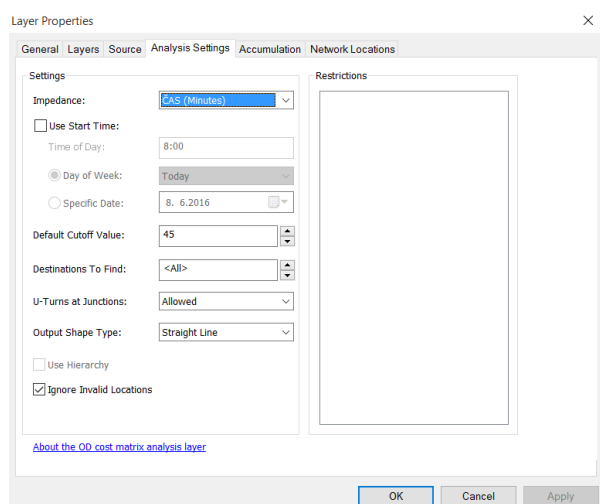 Layer Properties
General Layers Source Analysis Settings Accumulation Network Locations
Settings
Impedance: ČAS (Minutes)
Use Start Time:
Time of Day: 8:00
Day of Week: Today
Specific Date: 8. 6.2016
Default Cutoff Value: 45
Destinations To Find: <All>
U-Turns at Junctions: Allowed
Output Shape Type: Straight Line
Use Hierarchy
Ignore Invalid Locations
About the OD cost matrix analysis layer
Restrictions
OK Cancel Apply